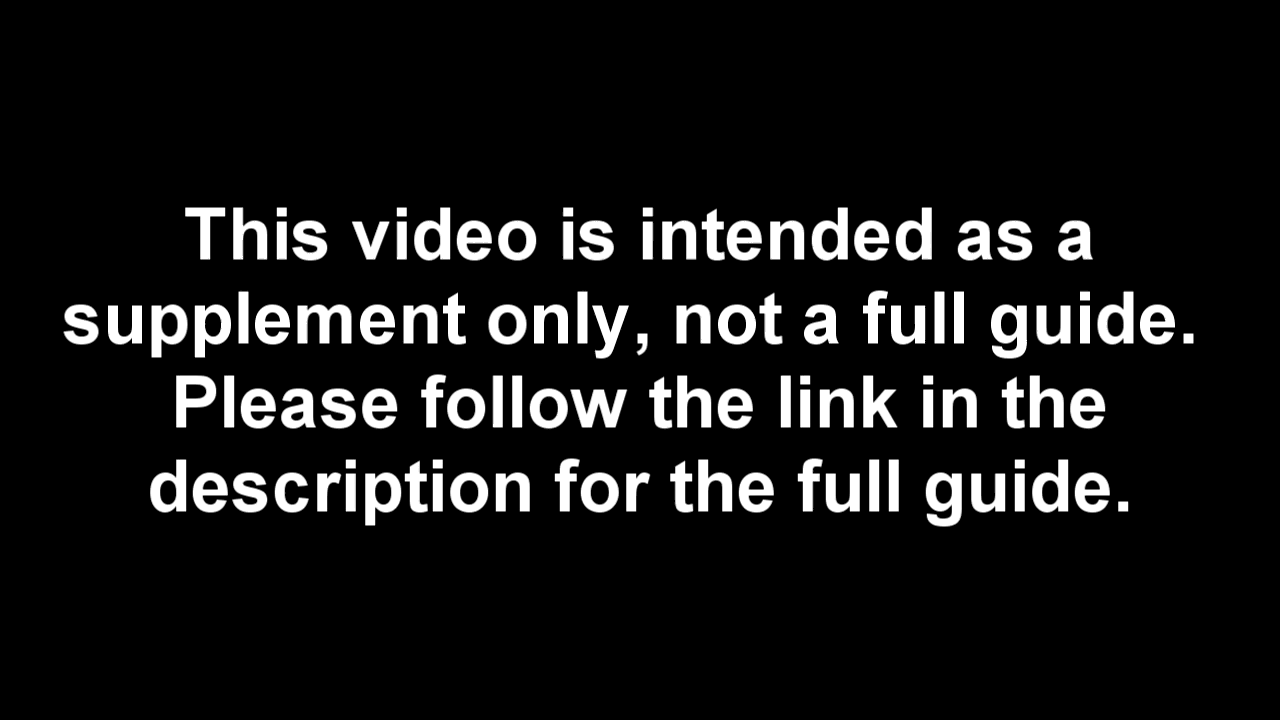 This video is intended as a
supplement only, not a full guide.
Please follow the link in the
description for the full guide.